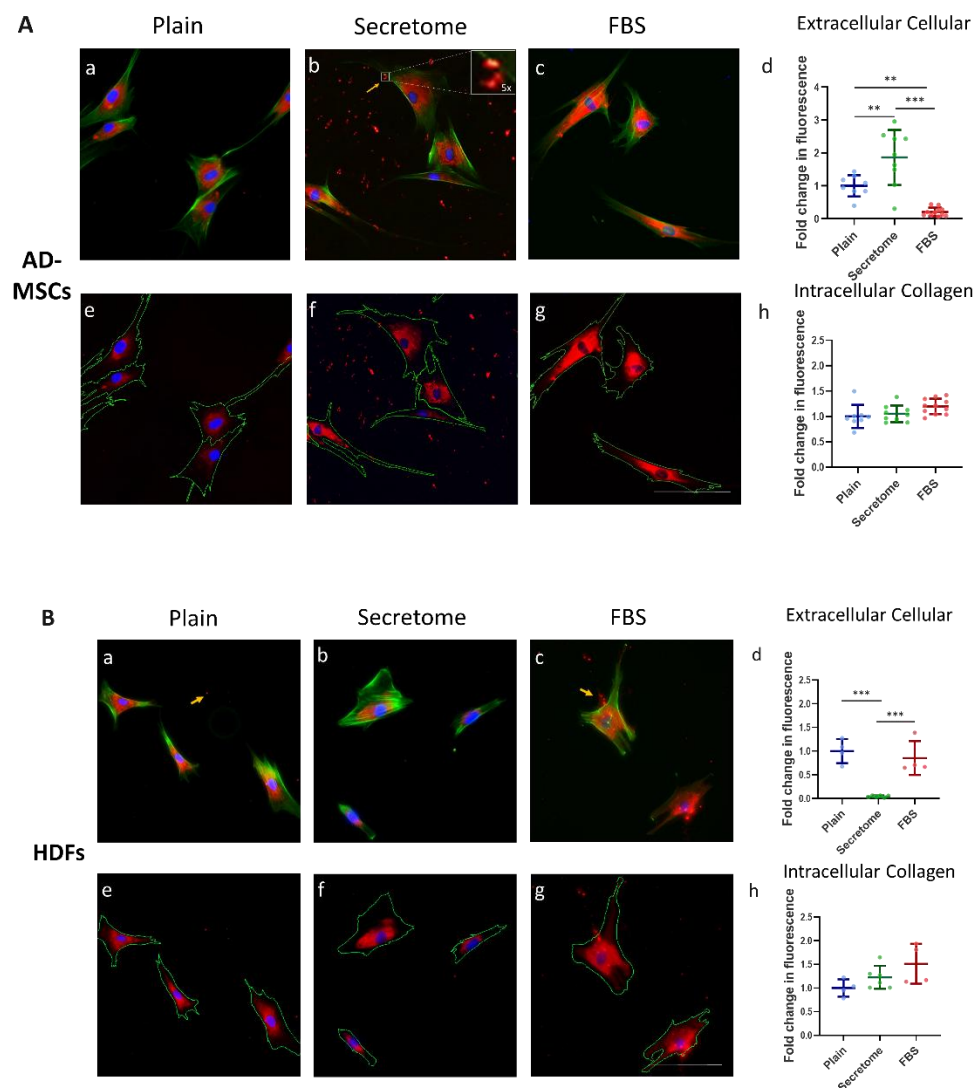 A
Plain
Secretome
FBS
Extracellular Cellular
a
b
5x
c
d
Fold change in fluorescence
4
3
2
1
0
**
**
***
Plain
Secretome
FBS
AD-
MSCs
e
f
g
h
Intracellular Collagen
Fold change in fluorescence
2.5
2.0
1.5
1.0
0.5
0.0
Plain
Secretome
FBS
B
Plain
Secretome
FBS
Extracellular Cellular
a
b
c
d
Fold change in fluorescence
2.5
2.0
1.5
1.0
0.5
0.0
***
***
Plain
Secretome
FBS
HDFs
e
f
g
h
Intracellular Collagen
Fold change in fluorescence
2.5
2.0
1.5
1.0
0.5
0.0
Plain
Secretome
FBS